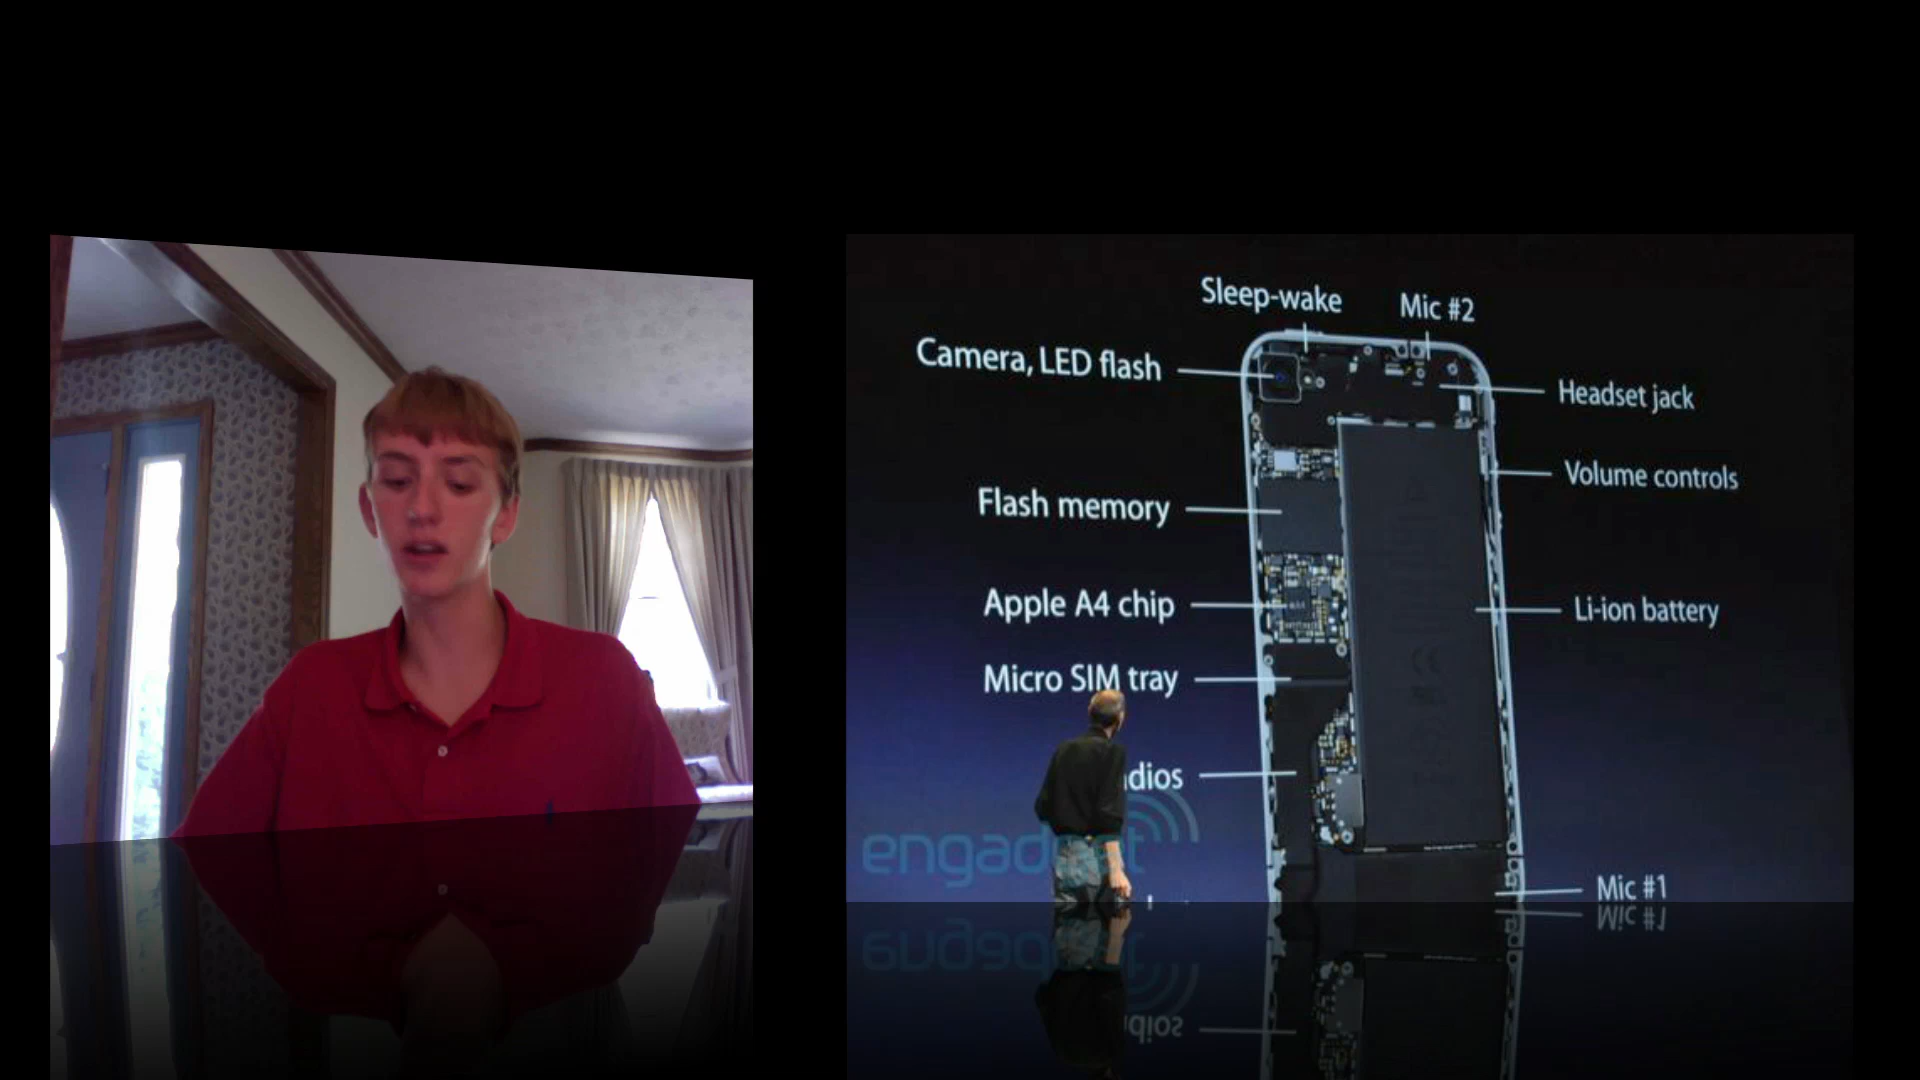 Sleep-wake
Mic #2
Camera, LED flash
Headset jack
Volume controls
Flash memory
Apple A4 chip
Li-ion battery
Micro SIM tray
engadget
Mic #1